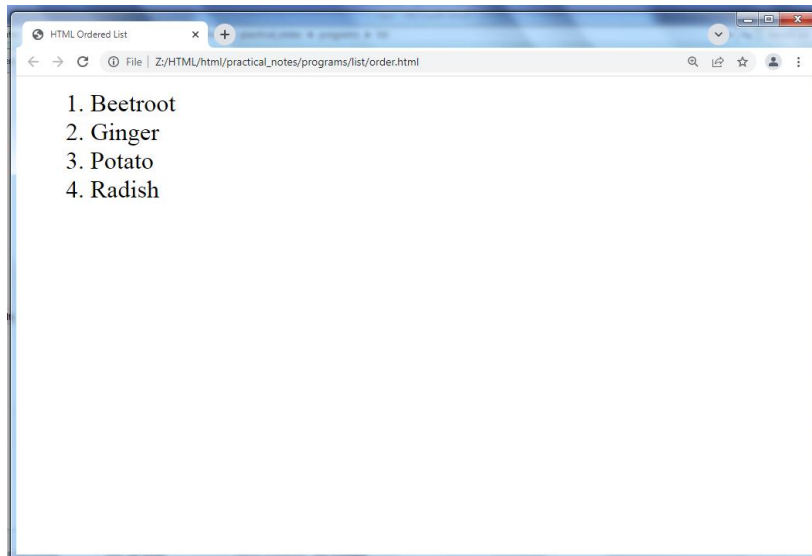 HTML Ordered List
File | Z:/HTML/html/practical_notes/programs/list/order.html
1. Beetroot
2. Ginger
3. Potato
4. Radish